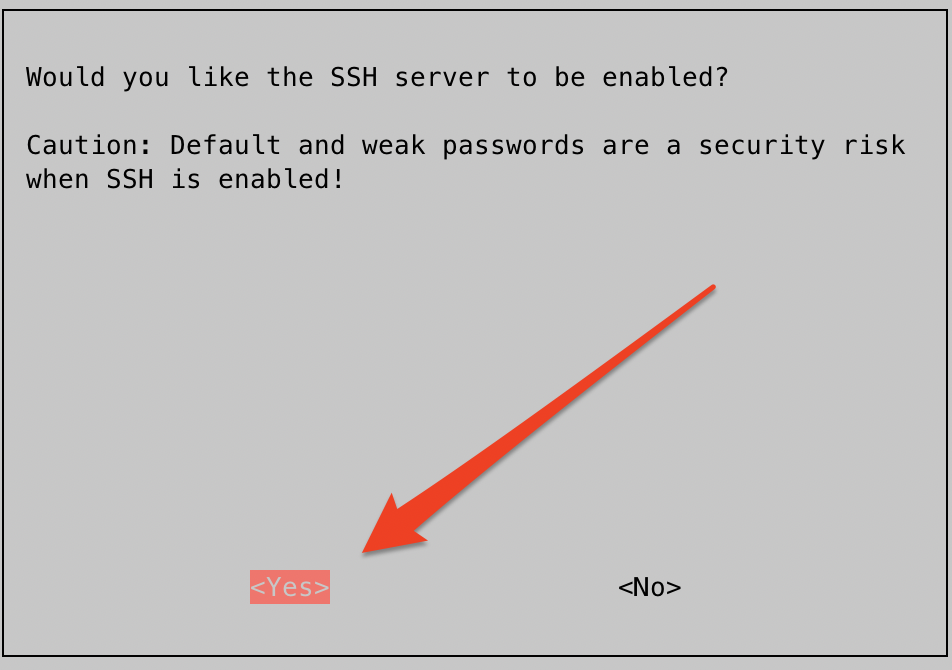 Would you like the SSH server to be enabled?
Caution: Default and weak passwords are a security risk
when SSH is enabled!
<Yes>
<No>